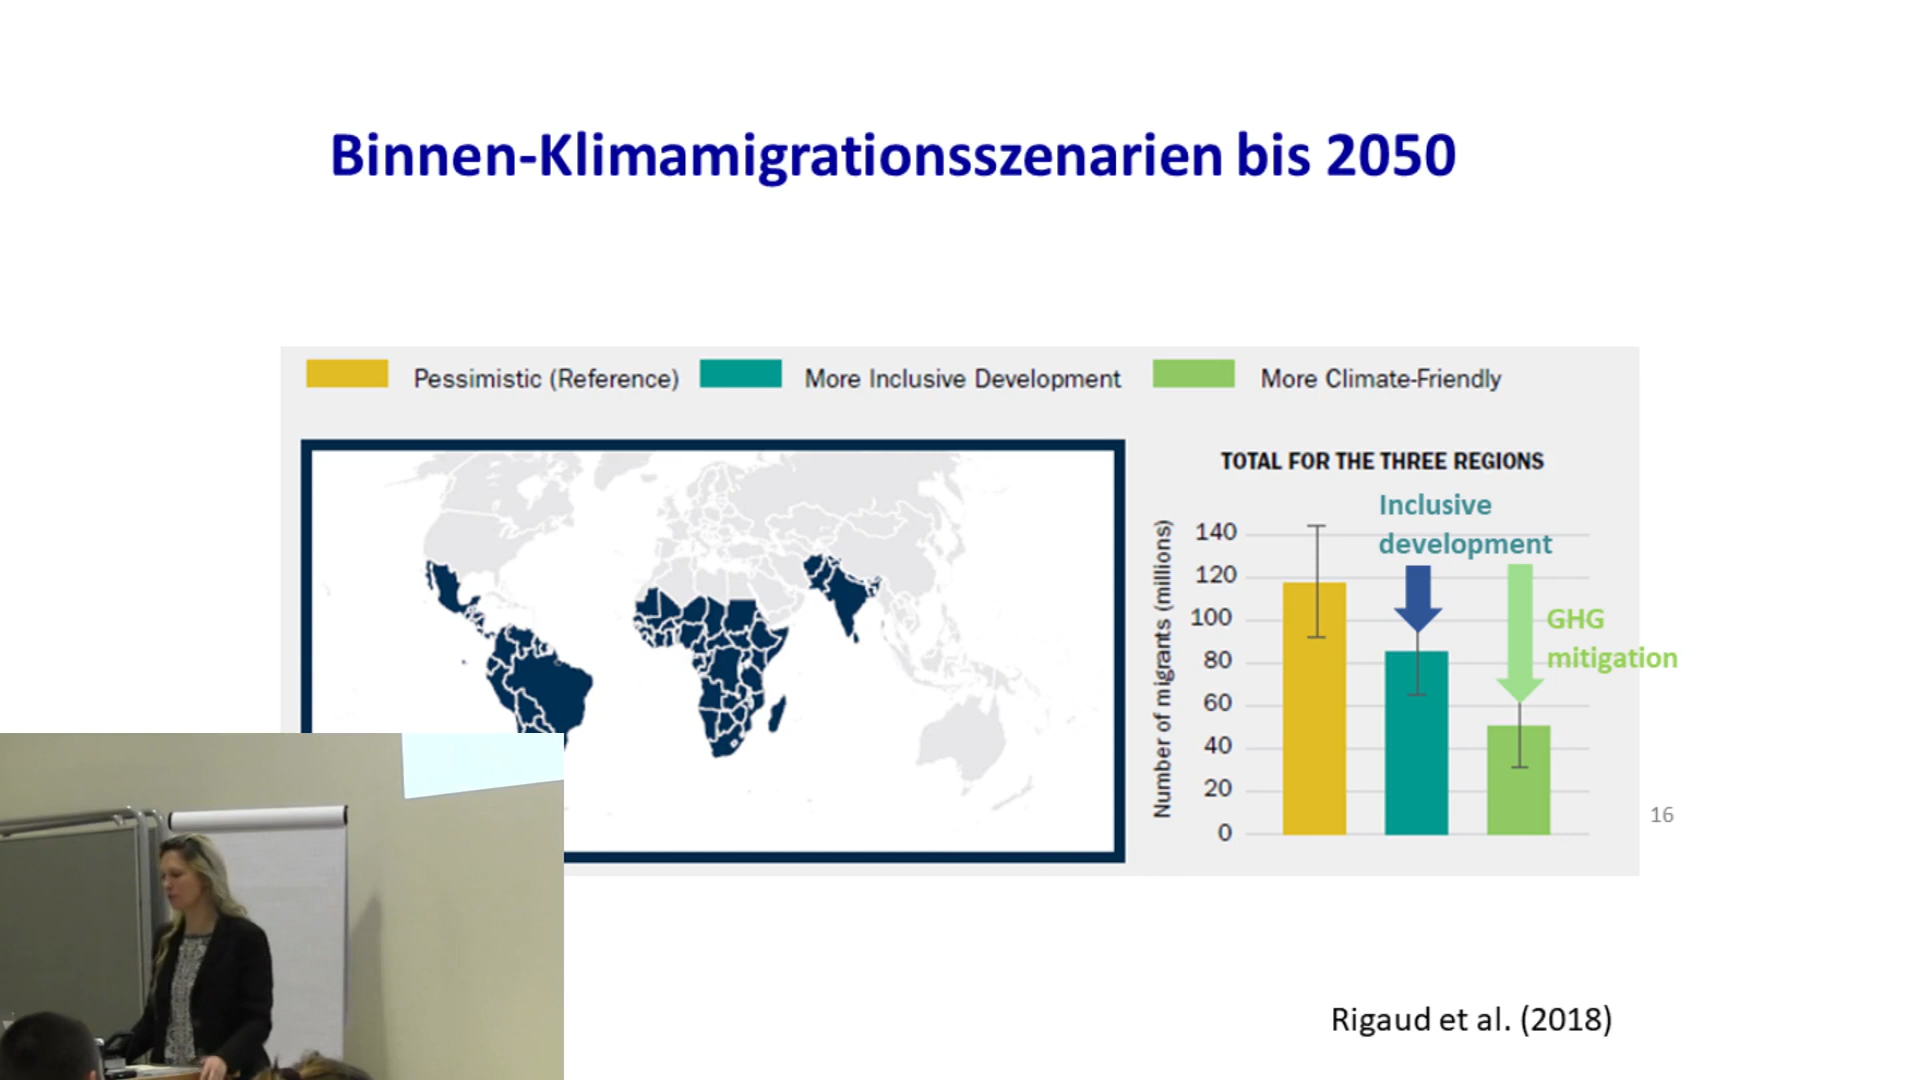 Binnen-Klimamigrationsszenarien bis 2050
Pessimistic (Reference)
More Inclusive Development
More Climate-Friendly
TOTAL FOR THE THREE REGIONS
Inclusive
development
GHG
mitigation
Number of migrants (millions)
140
120
100
80
60
40
20
0
16
Rigaud et al. (2018)